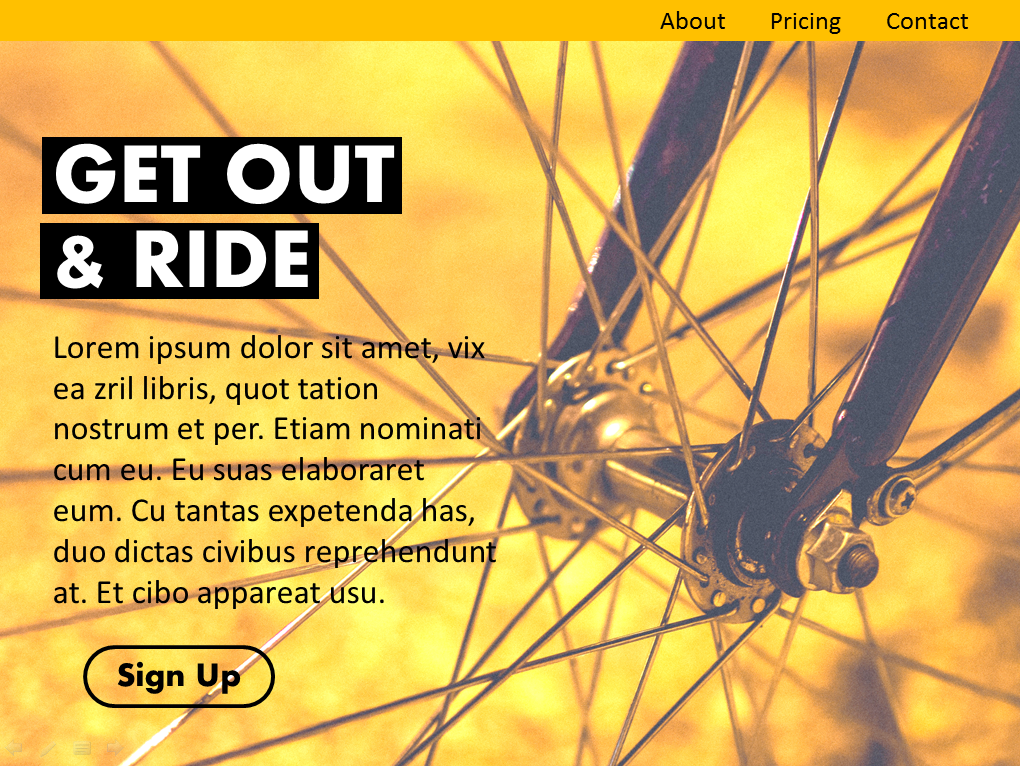 About Pricing Contact
GET OUT
& RIDE
Lorem ipsum dolor sit amet, vix
ea zril libris, quot tation
nostrum et per. Etiam nominati
cum eu. Eu suas elaboraret
eum. Cu tantas expetenda has,
duo dictas civibus reprehendunt
at. Et cibo appareat usu.
Sign Up